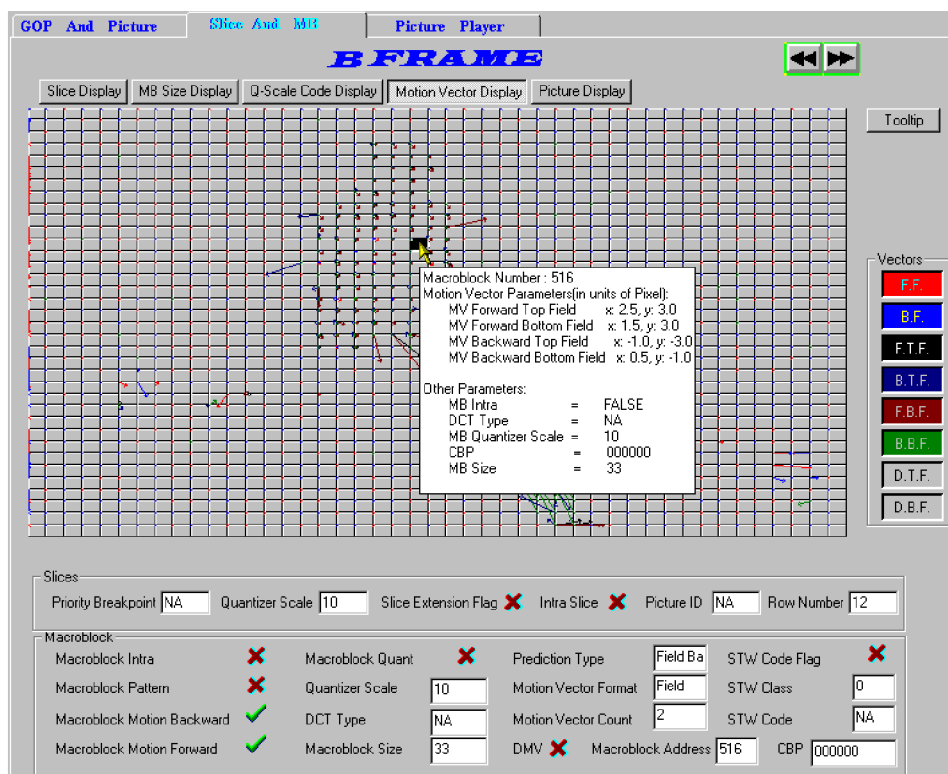 GOP And Picture Slice And MB Picture Player
B FRAME
Slice Display MB Size Display Q-Scale Code Display Motion Vector Display Picture Display
Tooltip
Macroblock Number : 516
Motion Vector Parameters(in units of Pixel):
MV Forward Top Field x: 2.5, y: 3.0
MV Forward Bottom Field x: 1.5, y: 3.0
MV Backward Top Field x: -1.0, y: -3.0
MV Backward Bottom Field x: 0.5, y: -1.0
Other Parameters:
MB Intra = FALSE
DCT Type = NA
MB Quantizer Scale = 10
CBP = 000000
MB Size = 33
Vectors
F.F.
B.F.
F.T.F.
B.T.F.
F.B.F.
B.B.F.
D.T.F.
D.B.F.
Slices
Priority Breakpoint NA Quantizer Scale 10 Slice Extension Flag Intra Slice Picture ID NA Row Number 12
Macroblock
Macroblock Intra Macroblock Quant Prediction Type Field Ba STW Code Flag
Macroblock Pattern Quantizer Scale 10 Motion Vector Format Field STW Class 0
Macroblock Motion Backward DCT Type NA Motion Vector Count 2 STW Code NA
Macroblock Motion Forward Macroblock Size 33 DMV Macroblock Address 516 CBP 000000